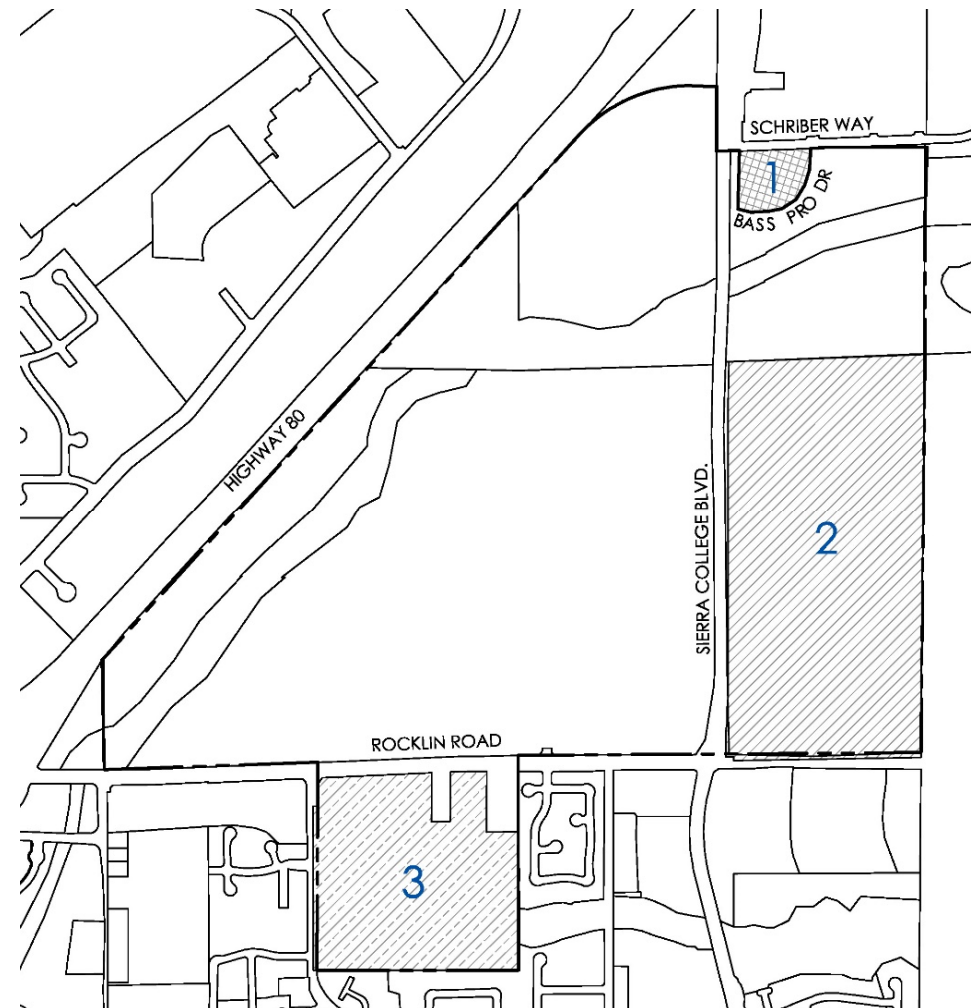 SCHRIBER WAY
1
BASS PRO DR
HIGHWAY 80
SIERRA COLLEGE BLVD.
2
ROCKLIN ROAD
3